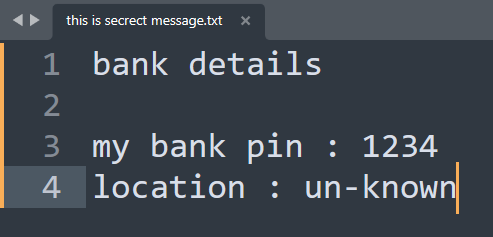 this is secrect message.txt
1 bank details
2
3 my bank pin : 1234
4 location : un-known